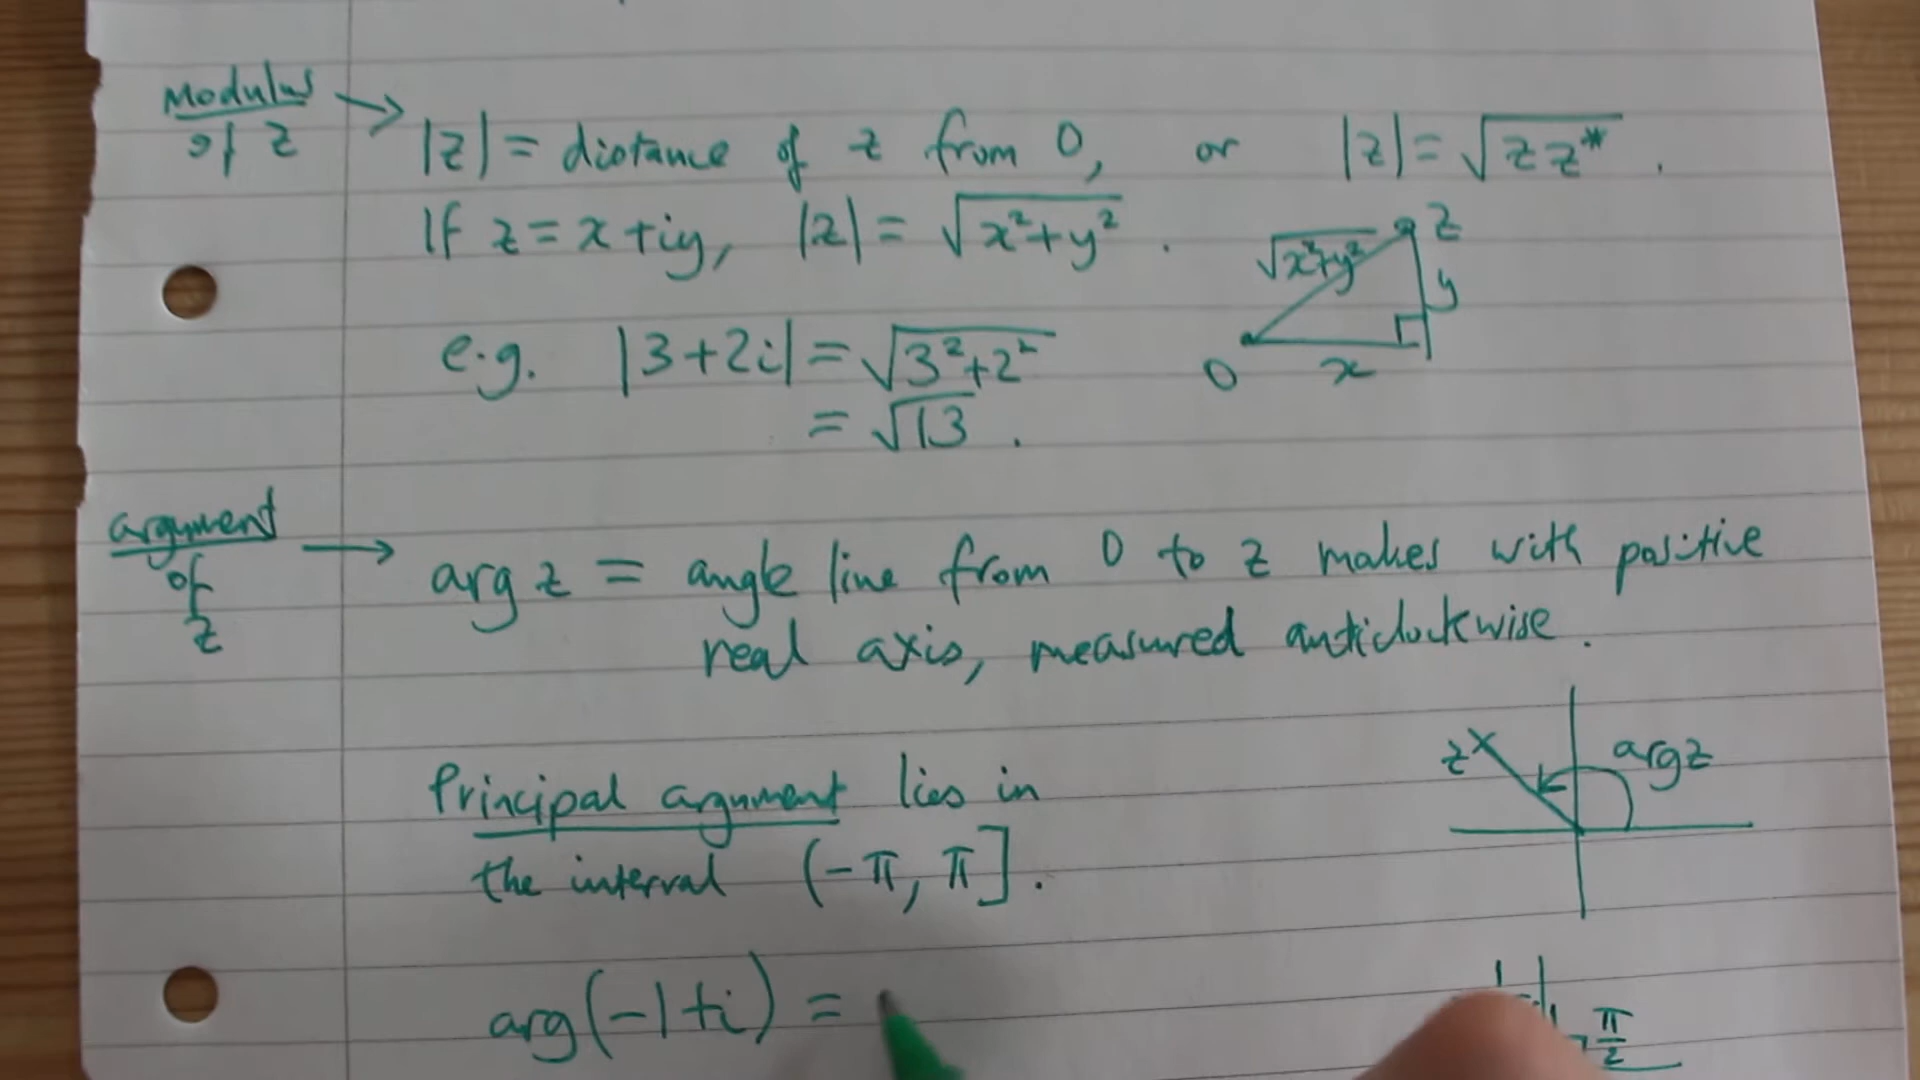 Modulus
of z
|z| = distance of z from 0, or |z| = √zz* .
If z = x + iy, |z| = √x²+y² .
√x²+y²
z
y
0
x
e.g. |3+2i| = √3²+2²
= √13 .
argument
of
z
arg z = angle line from 0 to z makes with positive
real axis, measured anticlockwise .
z
arg z
Principal argument lies in
the interval (-π, π] .
arg(-1+i) =
π/2